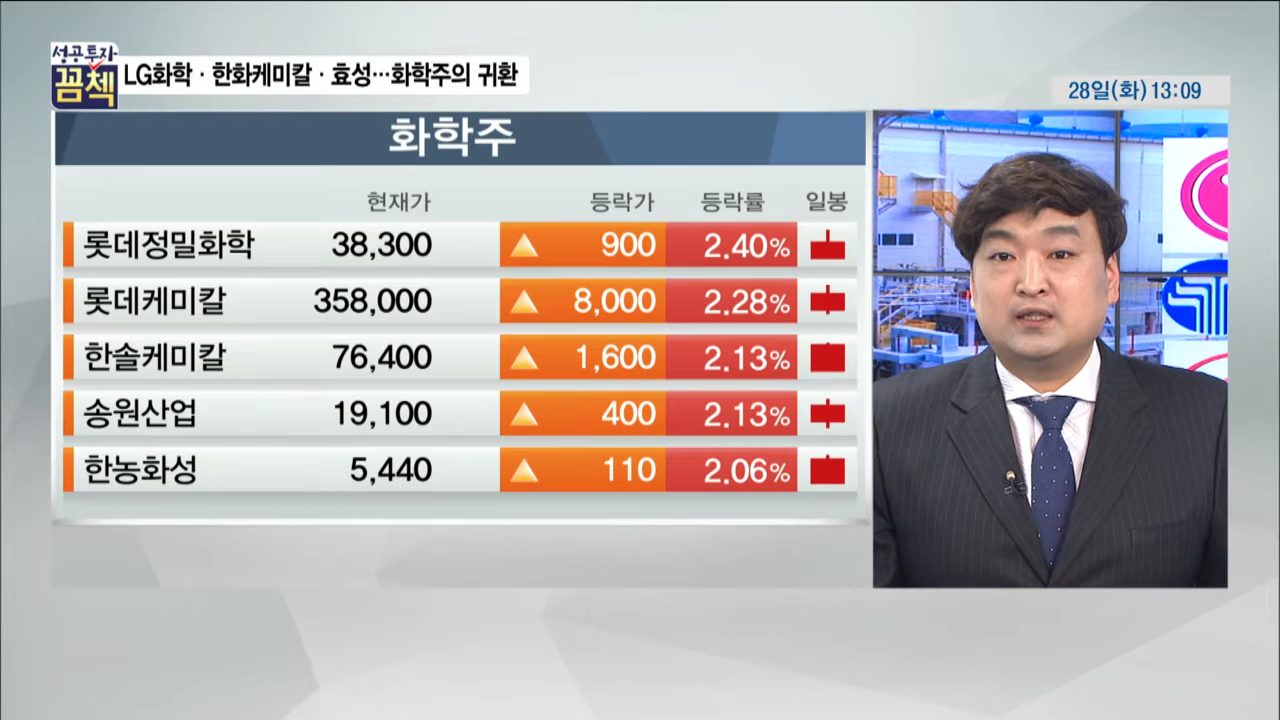 성공투자
꼼첵
LG화학·한화케미칼·효성…화학주의 귀환
28일(화) 13:09
화학주
현재가 등락가 등락률 일봉
롯데정밀화학 38,300 ▲ 900 2.40%
롯데케미칼 358,000 ▲ 8,000 2.28%
한솔케미칼 76,400 ▲ 1,600 2.13%
송원산업 19,100 ▲ 400 2.13%
한농화성 5,440 ▲ 110 2.06%